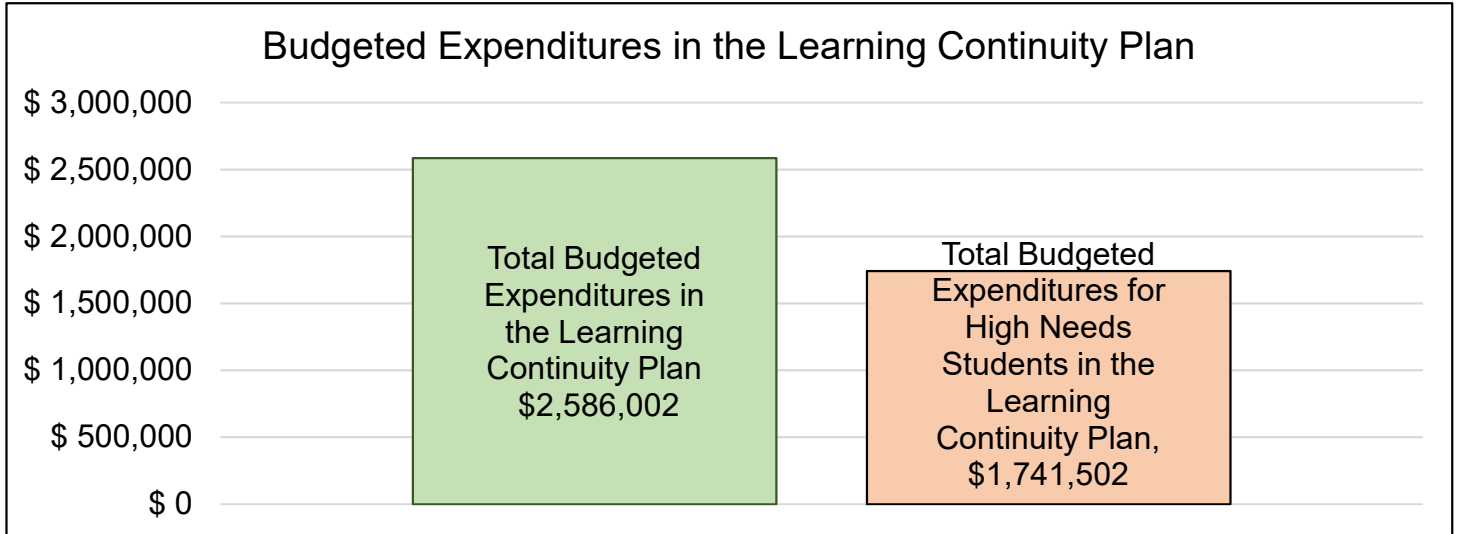 Budgeted Expenditures in the Learning Continuity Plan
$ 3,000,000
$ 2,500,000
$ 2,000,000
$ 1,500,000
$ 1,000,000
$ 500,000
$ 0
Total Budgeted
Expenditures in
the Learning
Continuity Plan
$2,586,002
Total Budgeted
Expenditures for
High Needs
Students in the
Learning
Continuity Plan,
$1,741,502